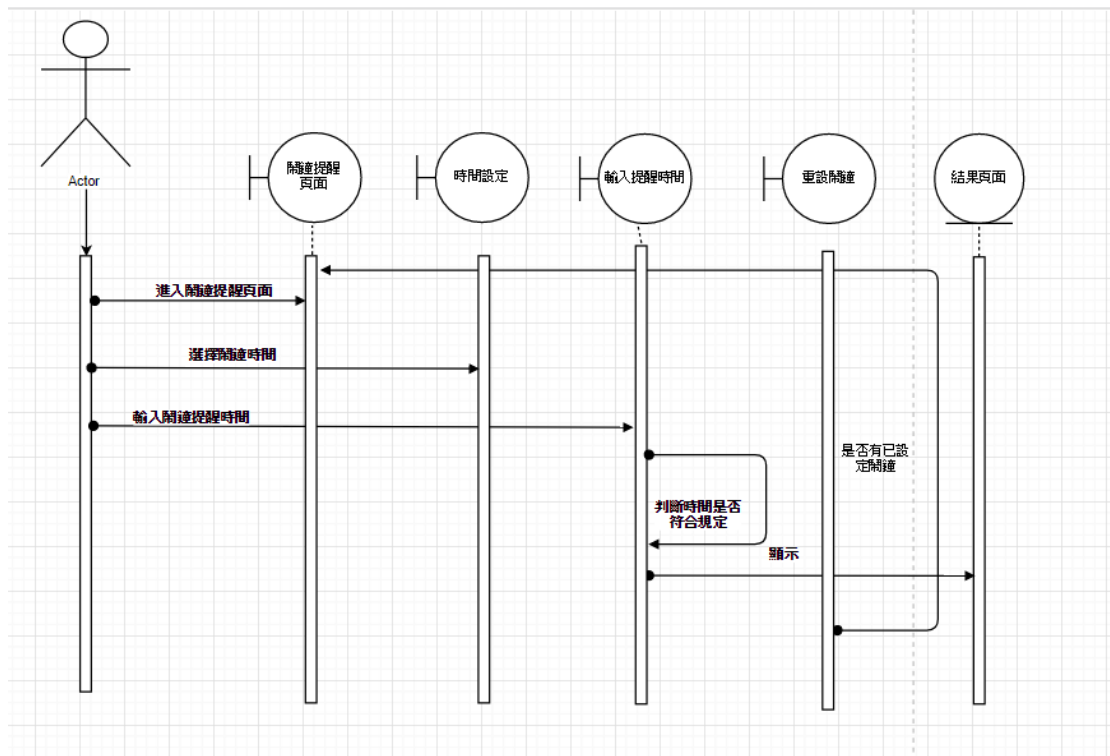 Actor
鬧鐘提醒
頁面
時間設定
輸入提醒時間
重設鬧鐘
結果頁面
進入鬧鐘提醒頁面
選擇鬧鐘時間
輸入鬧鐘提醒時間
是否有已設
定鬧鐘
判斷時間是否
符合規定
顯示